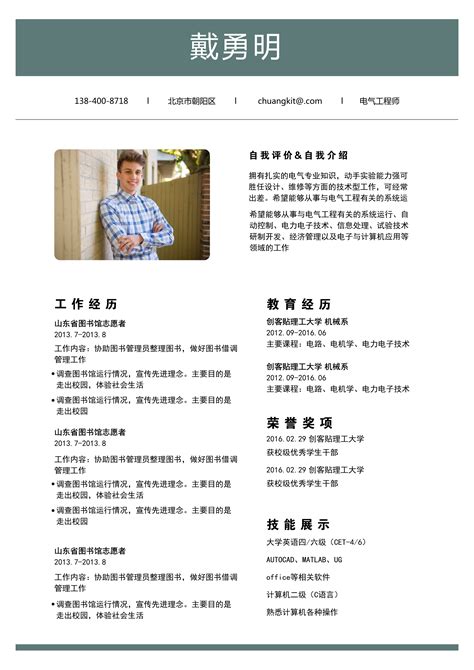 戴勇明
138-400-8718 | 北京市朝阳区 | chuangkit@.com | 电气工程师
自我评价&自我介绍
拥有扎实的电气专业知识，动手实验能力强可
胜任设计、维修等方面的技术型工作，可经常
出差。希望能够从事与电气工程有关的系统运
希望能够从事与电气工程有关的系统运行、自
动控制、电力电子技术、信息处理、试验技术
研制开发、经济管理以及电子与计算机应用等
领域的工作
工作经历
山东省图书馆志愿者
2013.7-2013.8
工作内容：协助图书管理员整理图书，做好图书借调
管理工作
•调查图书馆运行情况，宣传先进理念。主要目的是
走出校园，体验社会生活
•调查图书馆运行情况，宣传先进理念。主要目的是
走出校园，体验社会生活
山东省图书馆志愿者
2013.7-2013.8
工作内容：协助图书管理员整理图书，做好图书借调
管理工作
•调查图书馆运行情况，宣传先进理念。主要目的是
走出校园，体验社会生活
•调查图书馆运行情况，宣传先进理念。主要目的是
走出校园，体验社会生活
山东省图书馆志愿者
2013.7-2013.8
工作内容：协助图书管理员整理图书，做好图书借调
管理工作
•调查图书馆运行情况，宣传先进理念。主要目的是
走出校园，体验社会生活
教育经历
创客贴理工大学 机械系
2012.09-2016.06
主要课程：电路、电机学、电力电子技术
创客贴理工大学 机械系
2012.09-2016.06
主要课程：电路、电机学、电力电子技术
荣誉奖项
2016.02.29 创客贴理工大学
获校级优秀学生干部
2016.02.29 创客贴理工大学
获校级优秀学生干部
技能展示
大学英语四/六级（CET-4/6）
AUTOCAD、MATLAB、UG
office等相关软件
计算机二级（C语言）
熟悉计算机各种操作